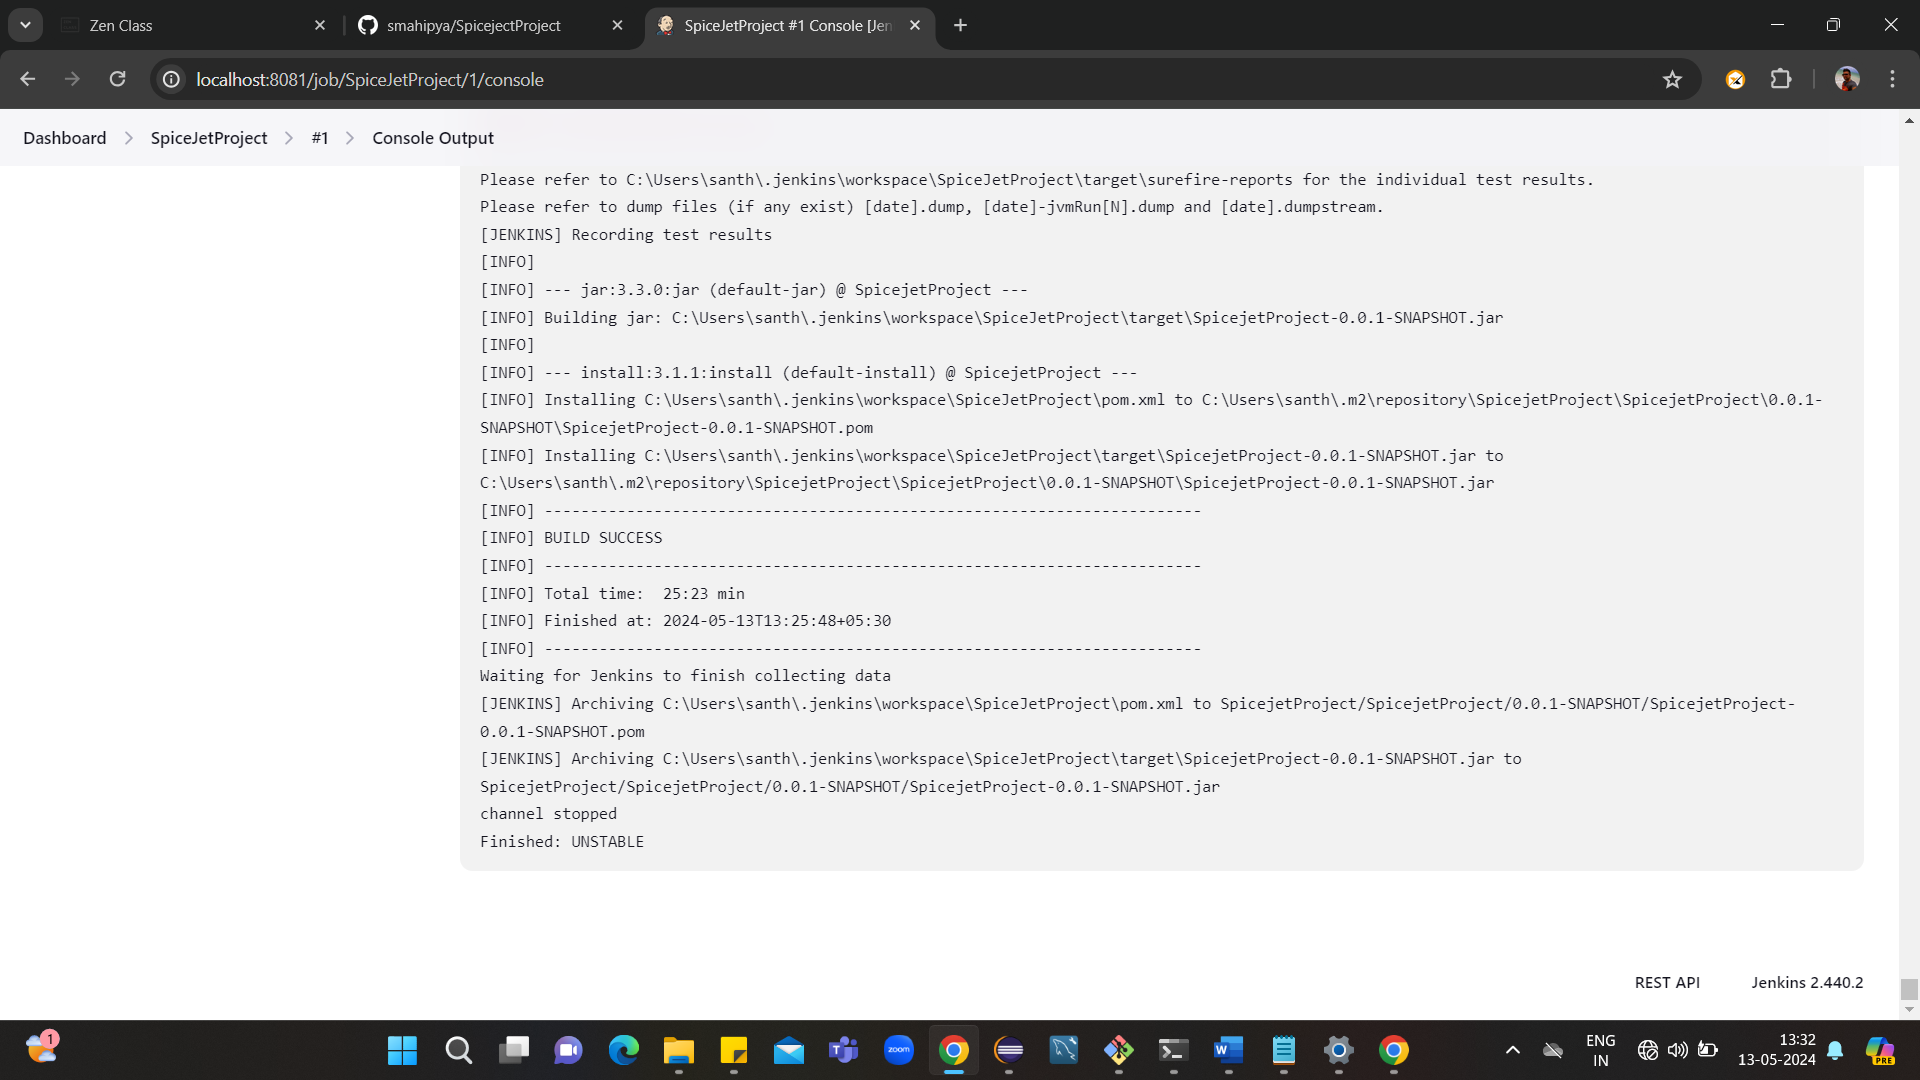 Zen Class
smahipya/SpicejectProject
SpiceJetProject #1 Console [Jen
localhost:8081/job/SpiceJetProject/1/console
Dashboard
SpiceJetProject
#1
Console Output
Please refer to C:\Users\santh\.jenkins\workspace\SpiceJetProject\target\surefire-reports for the individual test results.
Please refer to dump files (if any exist) [date].dump, [date]-jvmRun[N].dump and [date].dumpstream.
[JENKINS] Recording test results
[INFO]
[INFO] --- jar:3.3.0:jar (default-jar) @ SpicejetProject ---
[INFO] Building jar: C:\Users\santh\.jenkins\workspace\SpiceJetProject\target\SpicejetProject-0.0.1-SNAPSHOT.jar
[INFO]
[INFO] --- install:3.1.1:install (default-install) @ SpicejetProject ---
[INFO] Installing C:\Users\santh\.jenkins\workspace\SpiceJetProject\pom.xml to C:\Users\santh\.m2\repository\SpicejetProject\SpicejetProject\0.0.1-
SNAPSHOT\SpicejetProject-0.0.1-SNAPSHOT.pom
[INFO] Installing C:\Users\santh\.jenkins\workspace\SpiceJetProject\target\SpicejetProject-0.0.1-SNAPSHOT.jar to
C:\Users\santh\.m2\repository\SpicejetProject\SpicejetProject\0.0.1-SNAPSHOT\SpicejetProject-0.0.1-SNAPSHOT.jar
[INFO] ------------------------------------------------------------------------
[INFO] BUILD SUCCESS
[INFO] ------------------------------------------------------------------------
[INFO] Total time:  25:23 min
[INFO] Finished at: 2024-05-13T13:25:48+05:30
[INFO] ------------------------------------------------------------------------
Waiting for Jenkins to finish collecting data
[JENKINS] Archiving C:\Users\santh\.jenkins\workspace\SpiceJetProject\pom.xml to SpicejetProject/SpicejetProject/0.0.1-SNAPSHOT/SpicejetProject-
0.0.1-SNAPSHOT.pom
[JENKINS] Archiving C:\Users\santh\.jenkins\workspace\SpiceJetProject\target\SpicejetProject-0.0.1-SNAPSHOT.jar to
SpicejetProject/SpicejetProject/0.0.1-SNAPSHOT/SpicejetProject-0.0.1-SNAPSHOT.jar
channel stopped
Finished: UNSTABLE
REST API
Jenkins 2.440.2
1
zoom
ENG
IN
13:32
13-05-2024
PRE